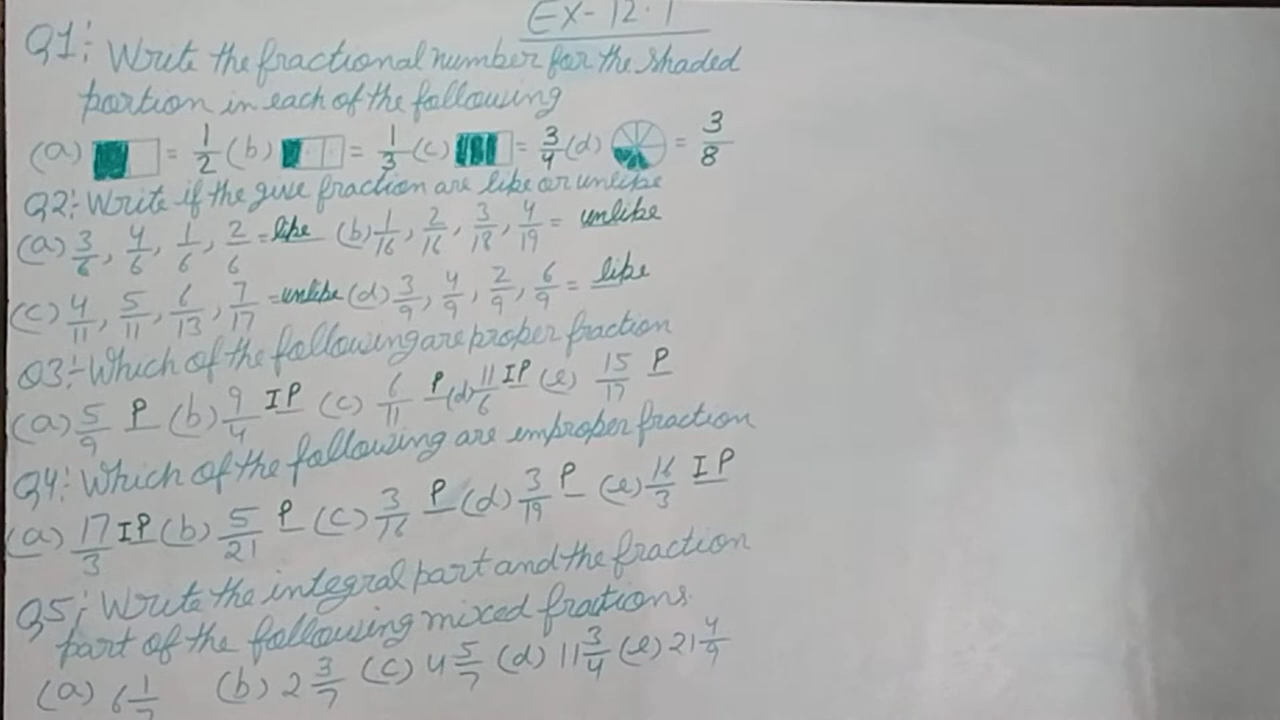 Ex-12.1
Q1: Write the fractional number for the shaded
portion in each of the following
(a) = 1/2 (b) = 1/3 (c) = 3/4 (d) = 3/8
Q2:- Write if the give fraction are like or unlike
(a) 3/6, 4/6, 1/6, 2/6 = like (b) 1/16, 2/16, 3/18, 4/19 = unlike
(c) 4/11, 5/11, 6/13, 7/17 = unlike (d) 3/9, 4/9, 2/9, 6/9 = like
Q3:- Which of the following are proper fraction
(a) 5/9 P (b) 9/4 IP (c) 6/11 P (d) 11/6 IP (e) 15/17 P
Q4: Which of the following are emproper fraction
(a) 17/3 IP (b) 5/21 P (c) 3/16 P (d) 3/19 P (e) 16/3 IP
Q5; Write the integral part and the fraction
part of the following mixed fractions.
(a) 6 1/7 (b) 2 3/7 (c) 4 5/7 (d) 11 3/4 (e) 21 4/9